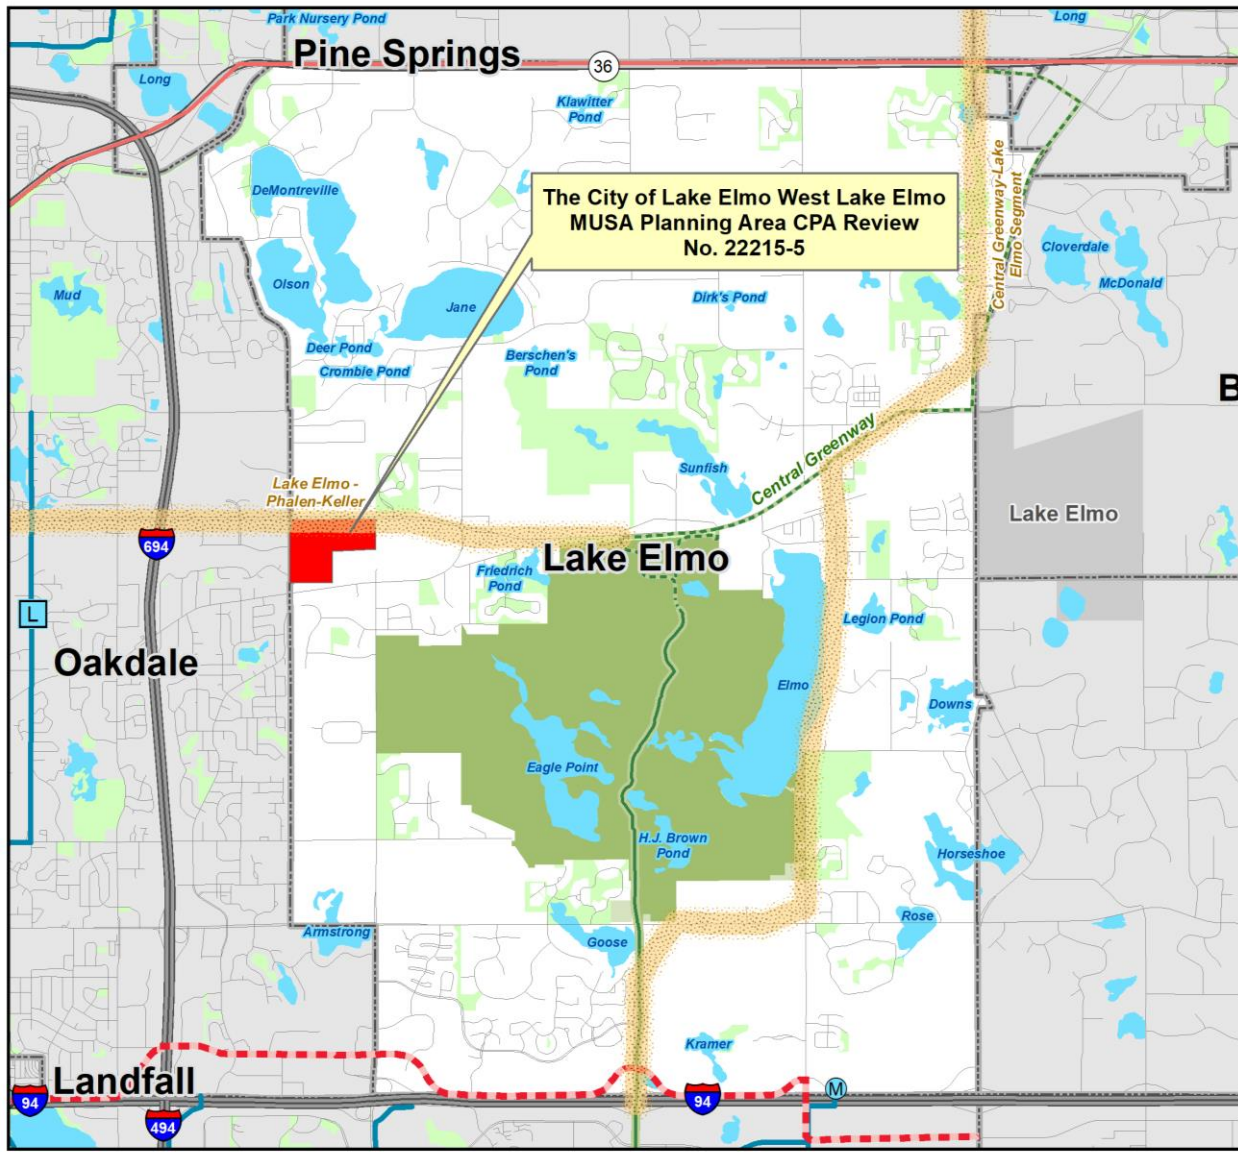 Park Nursery Pond
Long
Pine Springs
36
Long
Klawitter
Pond
DeMontreville
The City of Lake Elmo West Lake Elmo
MUSA Planning Area CPA Review
No. 22215-5
Central Greenway-Lake
Elmo Segment
Cloverdale
McDonald
Mud
Olson
Jane
Dirk's Pond
Deer Pond
Crombie Pond
Berschen's
Pond
B
Central Greenway
Sunfish
Lake Elmo -
Phalen-Keller
Lake Elmo
694
Lake Elmo
Friedrich
Pond
L
Legion Pond
Oakdale
Elmo
Downs
Eagle Point
H.J. Brown
Pond
Horseshoe
Armstrong
Goose
Rose
Kramer
Landfall
94
494
94
M